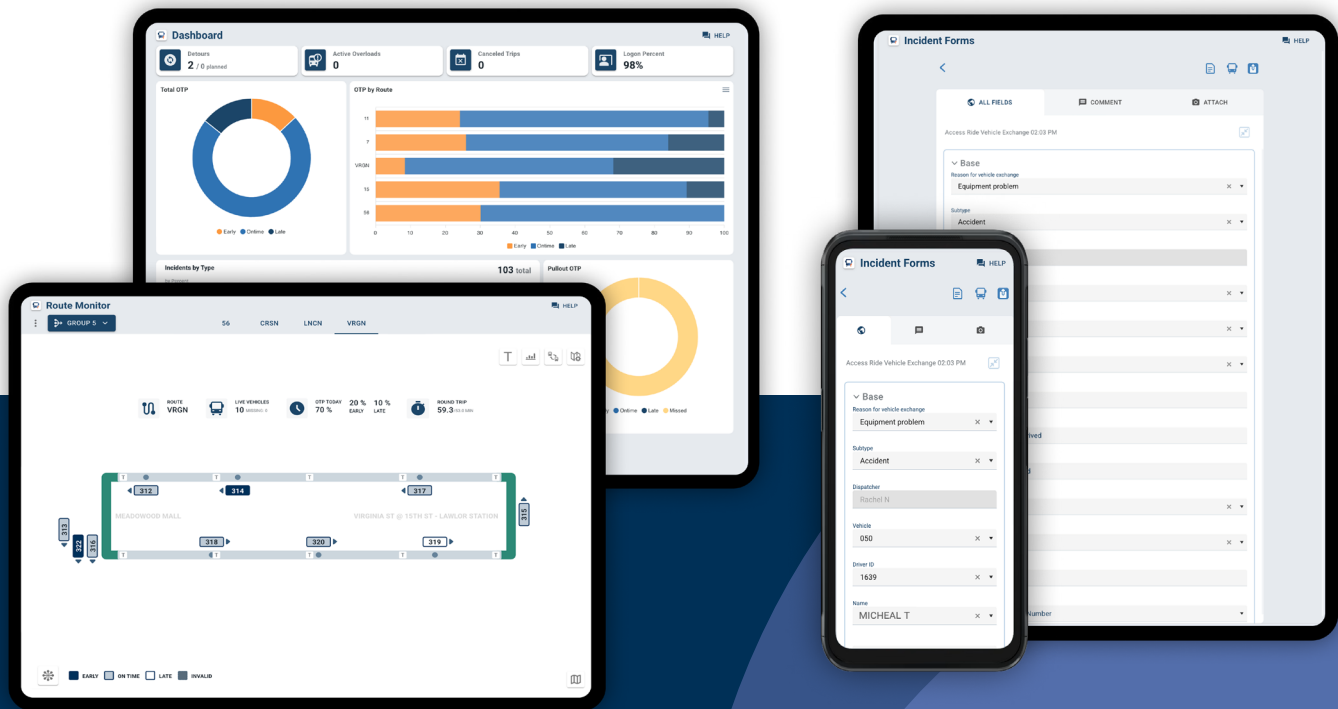 Dashboard
HELP
Detours
2 / 0 planned
Active Overloads
0
Canceled Trips
0
Logon Percent
98%
Total OTP
Early Ontime Late
OTP by Route
11
7
VRGN
15
56
0 10 20 30 40 50 60 70 80 90 100
Early Ontime Late
Incidents by Type
103 total
by Percent
Pullout OTP
Ontime Late Missed
Route Monitor
HELP
GROUP 5
56 CRSN LNCN VRGN
T
ROUTE
VRGN
LIVE VEHICLES
10 MISSING: 0
OTP TODAY
70 %
20 % 10 %
EARLY LATE
ROUND TRIP
59.3
T T T T T
312 314 317
MEADOWOOD MALL
VIRGINIA ST @ 15TH ST - LAWLOR STATION
313 322 316 315
318 320 319
T T T T T
EARLY ON TIME LATE INVALID
Incident Forms
HELP
ALL FIELDS COMMENT ATTACH
Access Ride Vehicle Exchange 02:03 PM
Base
Reason for vehicle exchange
Equipment problem
Subtype
Accident
Number
Incident Forms
HELP
Access Ride Vehicle Exchange 02:03 PM
Base
Reason for vehicle exchange
Equipment problem
Subtype
Accident
Dispatcher
Rachel N
Vehicle
050
Driver ID
1639
Name
MICHEAL T